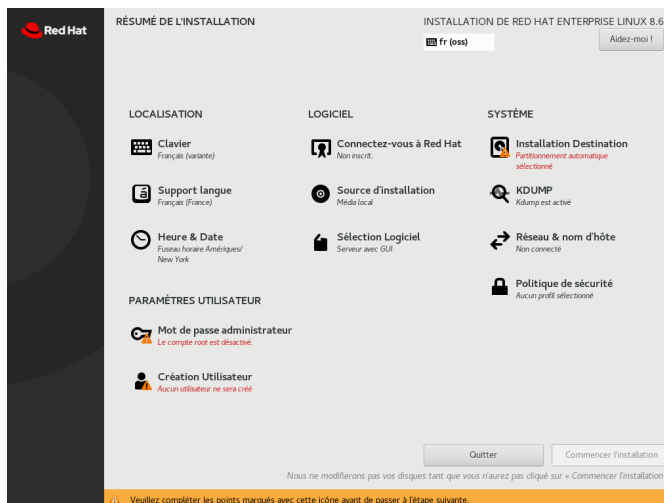 Red Hat
RÉSUMÉ DE L'INSTALLATION
INSTALLATION DE RED HAT ENTERPRISE LINUX 8.6
fr (oss)
Aidez-moi !
LOCALISATION
Clavier
Français (variante)
Support langue
Français (France)
Heure & Date
Fuseau horaire Amériques/
New York
LOGICIEL
Connectez-vous à Red Hat
Non inscrit.
Source d'installation
Média local
Sélection Logiciel
Serveur avec GUI
SYSTÈME
Installation Destination
Partitionnement automatique
sélectionné
KDUMP
Kdump est activé
Réseau & nom d'hôte
Non connecté
Politique de sécurité
Aucun profil sélectionné
PARAMÈTRES UTILISATEUR
Mot de passe administrateur
Le compte root est désactivé.
Création Utilisateur
Aucun utilisateur ne sera créé
Quitter
Commencer l'installation
Nous ne modifierons pas vos disques tant que vous n'aurez pas cliqué sur « Commencer l'installation
Veuillez compléter les points marqués avec cette icône avant de passer à l'étape suivante.